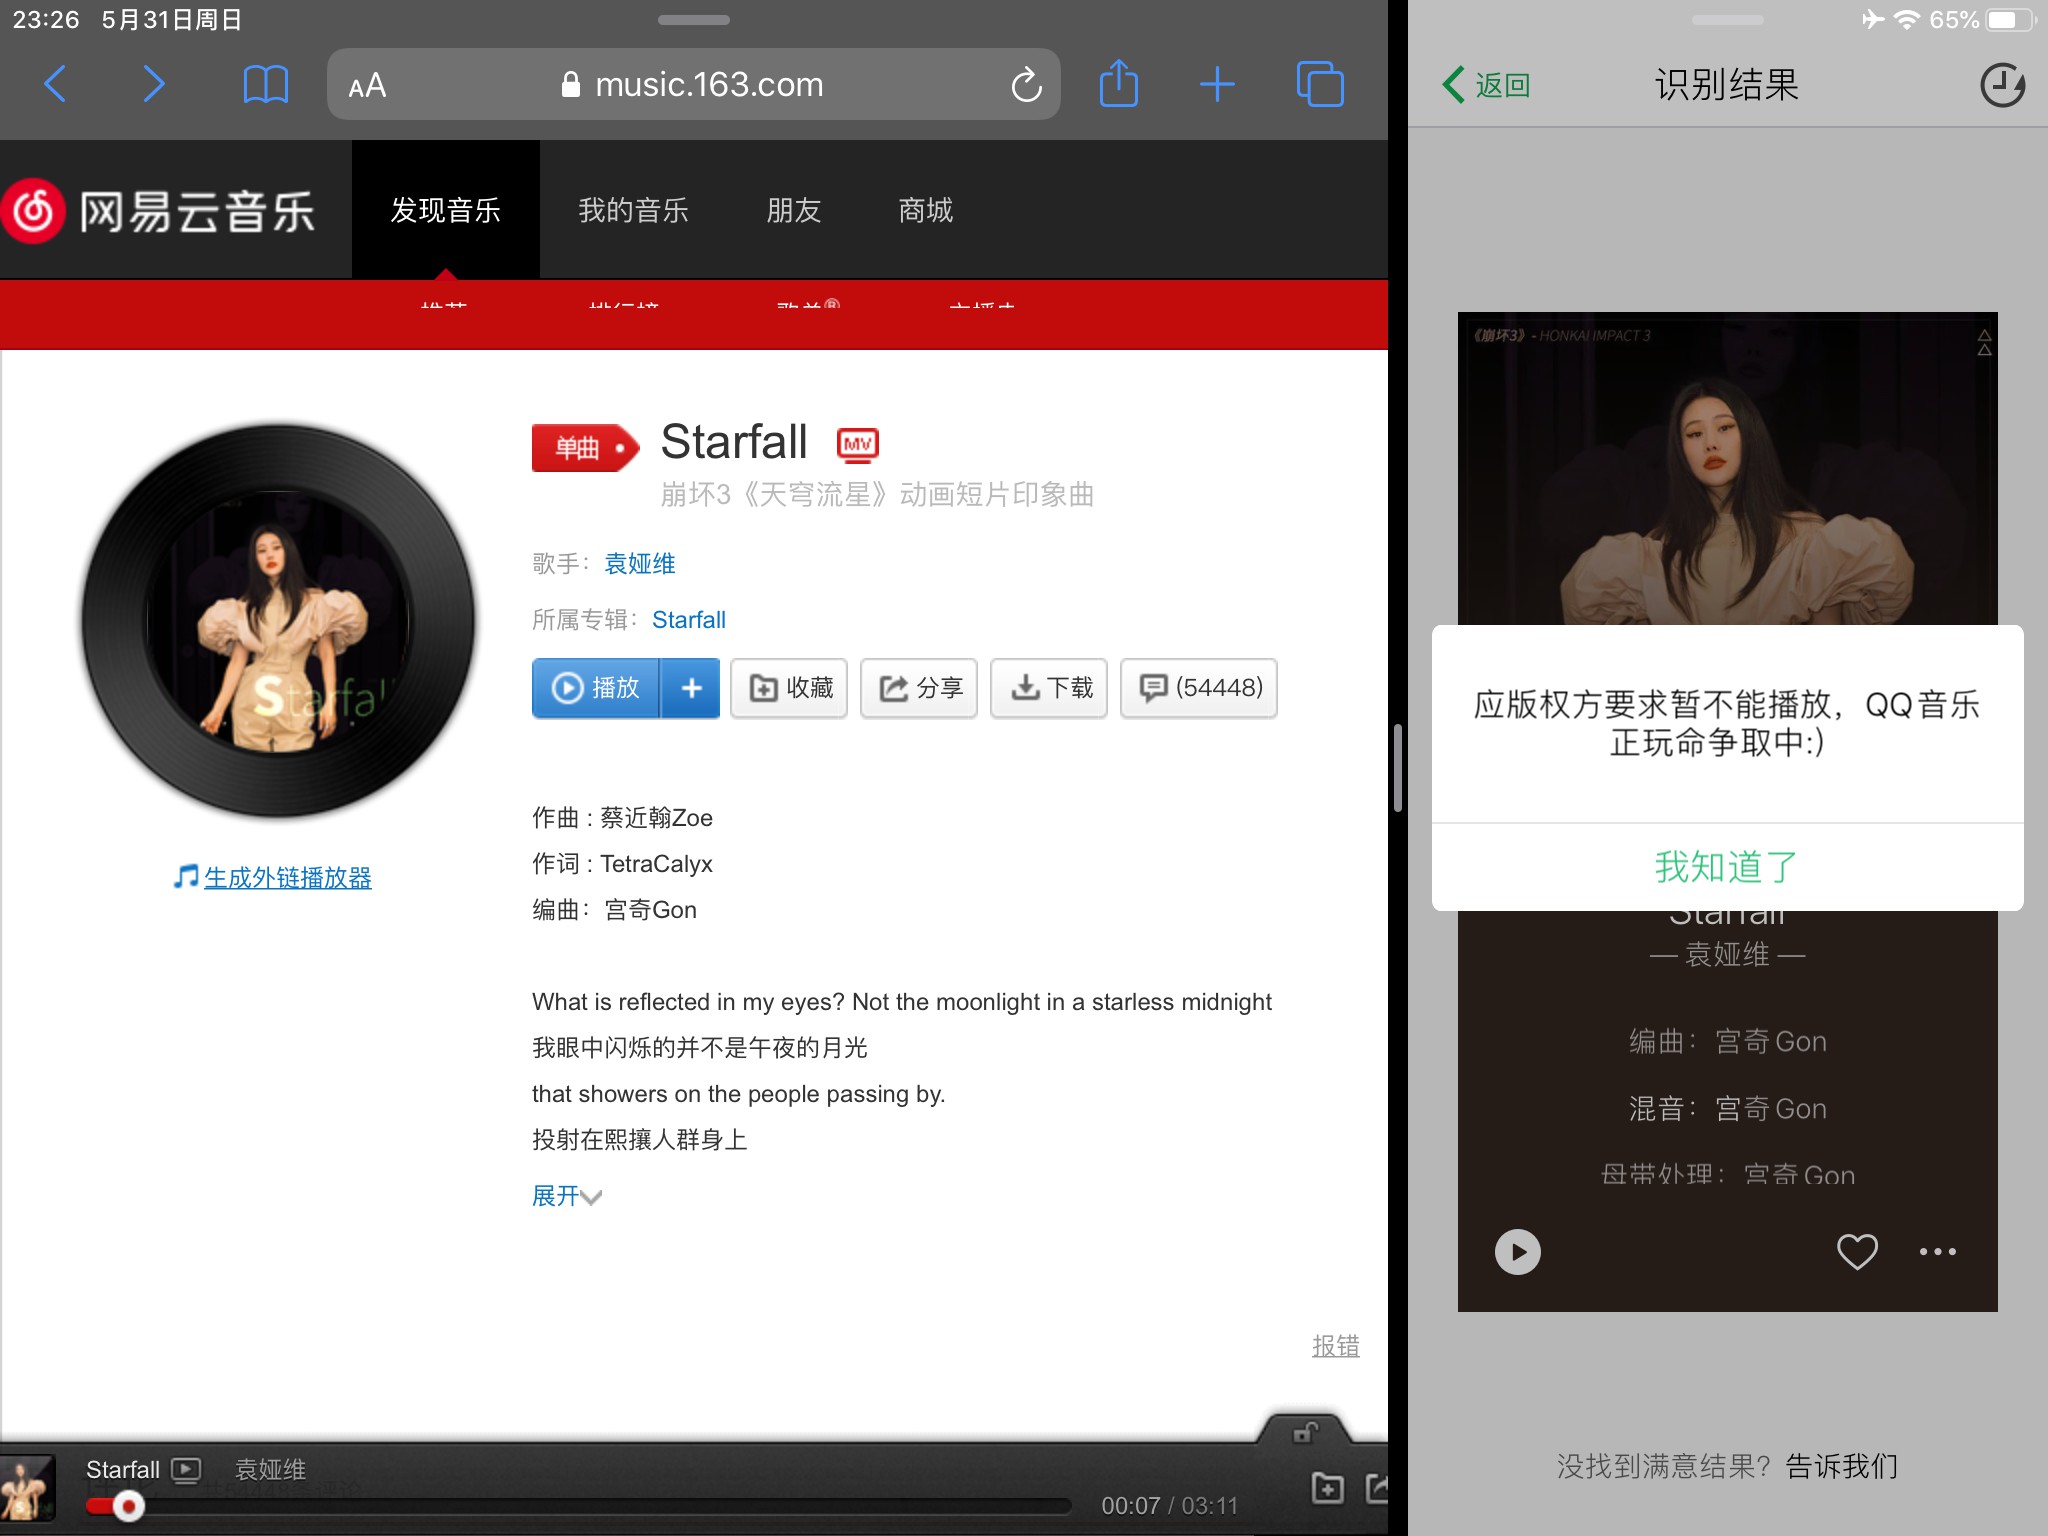 23:26 5月31日周日
AA music.163.com
网易云音乐 发现音乐 我的音乐 朋友 商城
推荐 排行榜 歌单® 主播电
单曲 Starfall MV
崩坏3《天穹流星》动画短片印象曲
歌手：袁娅维
所属专辑：Starfall
播放 + 收藏 分享 下载 (54448)
Starfall
生成外链播放器
作曲 : 蔡近翰Zoe
作词 : TetraCalyx
编曲：宫奇Gon
What is reflected in my eyes? Not the moonlight in a starless midnight
我眼中闪烁的并不是午夜的月光
that showers on the people passing by.
投射在熙攘人群身上
展开
报错
Starfall 袁娅维
00:07 / 03:11
65%
返回 识别结果
《崩坏3》- HONKAI IMPACT 3
应版权方要求暂不能播放，QQ音乐
正玩命争取中:)
我知道了
Starfall
— 袁娅维 —
编曲：宫奇Gon
混音：宫奇Gon
母带处理：宫奇Gon
没找到满意结果？告诉我们